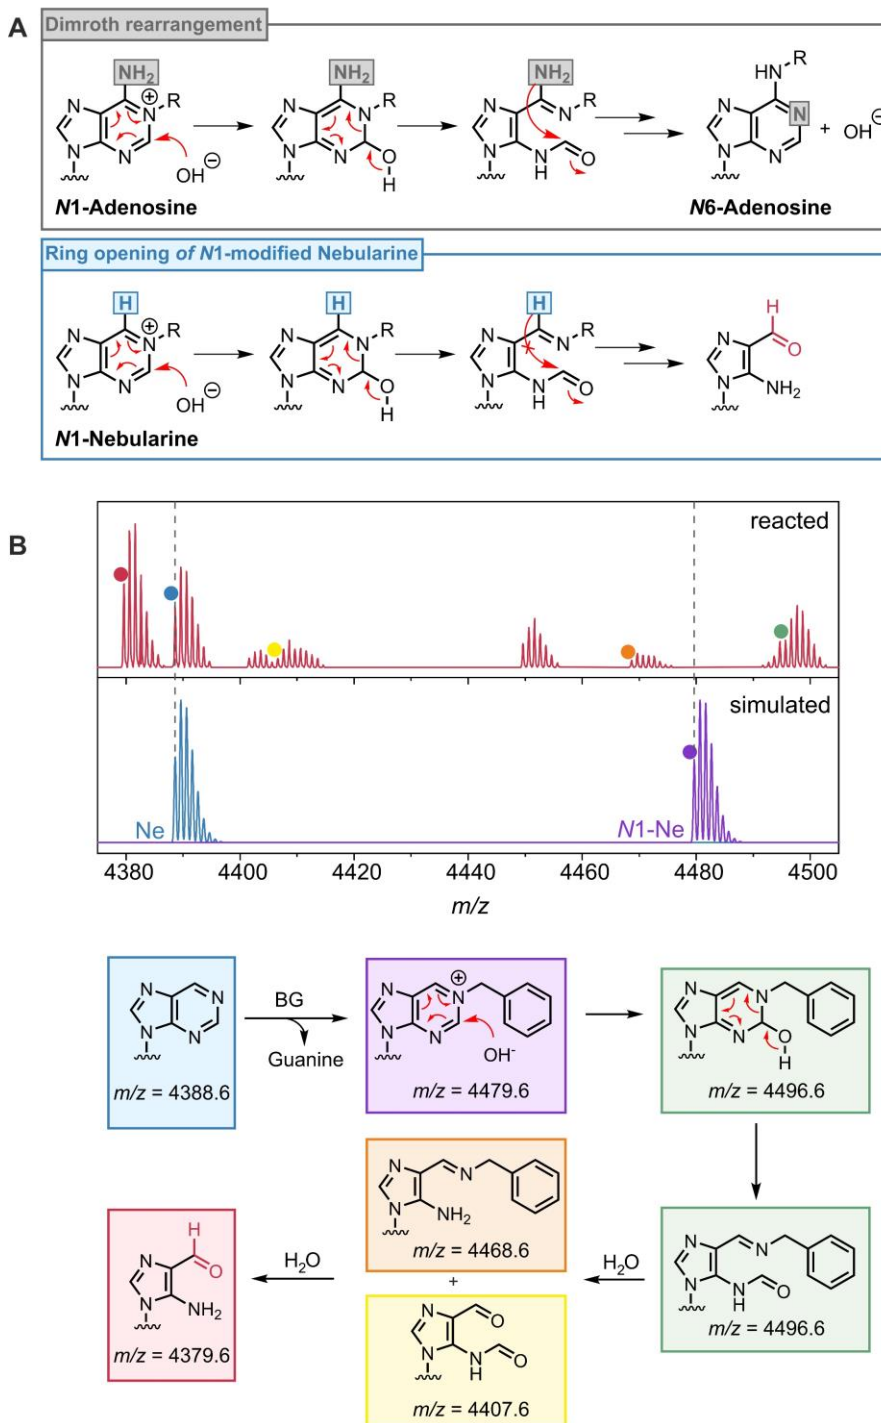 A
Dimroth rearrangement
NH2 NH2 NH2 HN R
N N ⊕ R N N R N N R N N
N N N N N N H O N N + OH⊖
OH⊖ O H
N1-Adenosine N6-Adenosine
Ring opening of N1-modified Nebularine
H H H H
N N ⊕ R N N R N N R N O
N N N N N N H O N NH2
OH⊖ O H
N1-Nebularine
B
reacted
simulated
Ne N1-Ne
4380 4400 4420 4440 4460 4480 4500
m/z
N N N N
BG
Guanine
m/z = 4388.6
N ⊕ N N N
OH-
m/z = 4479.6
N N N N O H
m/z = 4496.6
N N N NH2
m/z = 4468.6
+
N O N N H O
m/z = 4407.6
N N N N H O
m/z = 4496.6
H2O
H2O
H O N N NH2
m/z = 4379.6